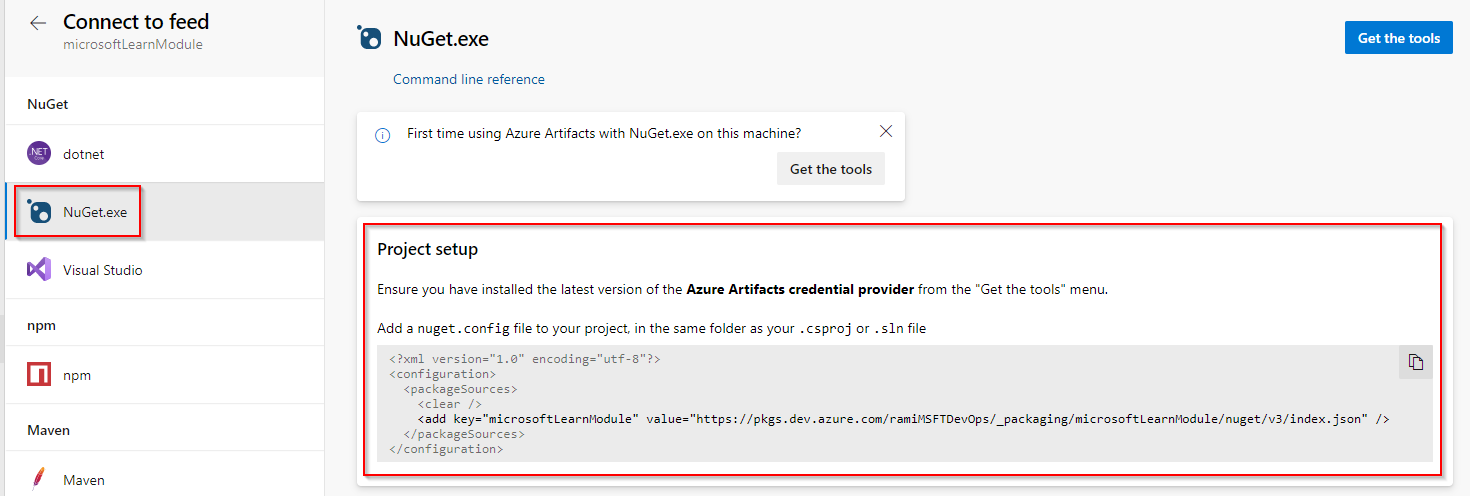 Connect to feed
microsoftLearnModule
NuGet
.NET Core
dotnet
NuGet.exe
Visual Studio
npm
npm
Maven
Maven
NuGet.exe
Get the tools
Command line reference
First time using Azure Artifacts with NuGet.exe on this machine?
Get the tools
Project setup
Ensure you have installed the latest version of the Azure Artifacts credential provider from the "Get the tools" menu.
Add a nuget.config file to your project, in the same folder as your .csproj or .sln file
<?xml version="1.0" encoding="utf-8"?>
<configuration>
  <packageSources>
    <clear />
    <add key="microsoftLearnModule" value="https://pkgs.dev.azure.com/ramiMSFTDevOps/_packaging/microsoftLearnModule/nuget/v3/index.json" />
  </packageSources>
</configuration>